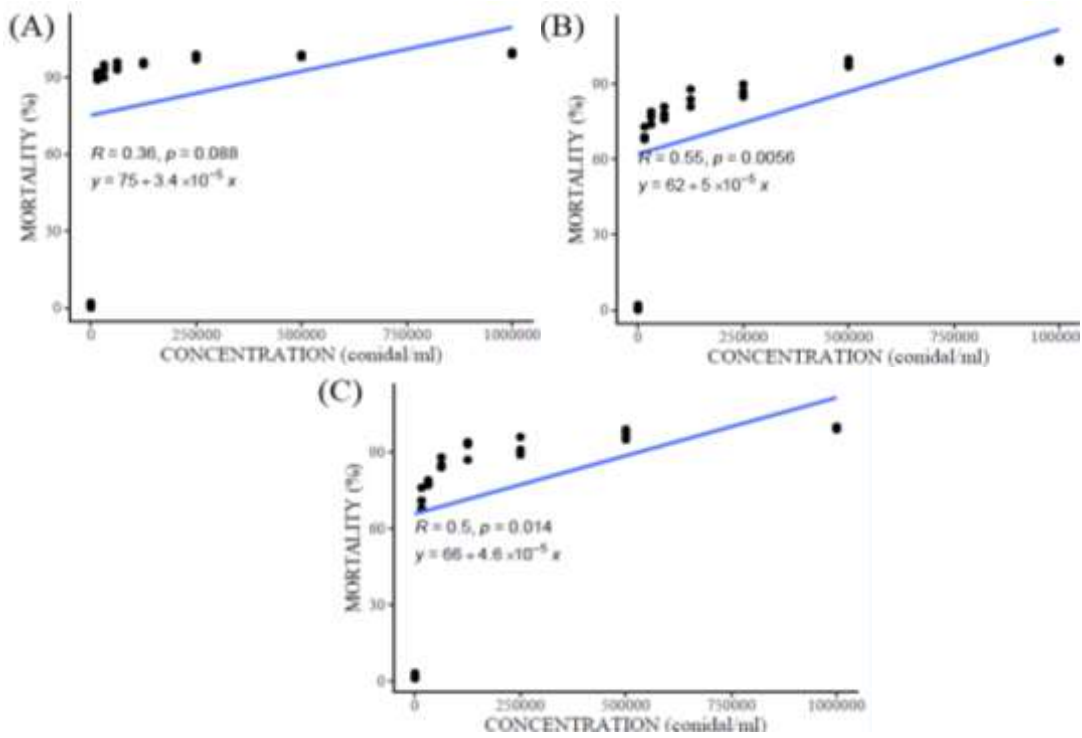 (A)
MORTALITY (%)
90
60
30
0
R = 0.36, p = 0.088
y = 75 + 3.4 ×10⁻⁵ x
0 250000 500000 750000 1000000
CONCENTRATION (conidal/ml)
(B)
MORTALITY (%)
90
60
30
0
R = 0.55, p = 0.0056
y = 62 + 5 ×10⁻⁵ x
0 250000 500000 750000 1000000
CONCENTRATION (conidal/ml)
(C)
MORTALITY (%)
90
60
30
0
R = 0.5, p = 0.014
y = 66 + 4.6 ×10⁻⁵ x
0 250000 500000 750000 1000000
CONCENTRATION (conidal/ml)